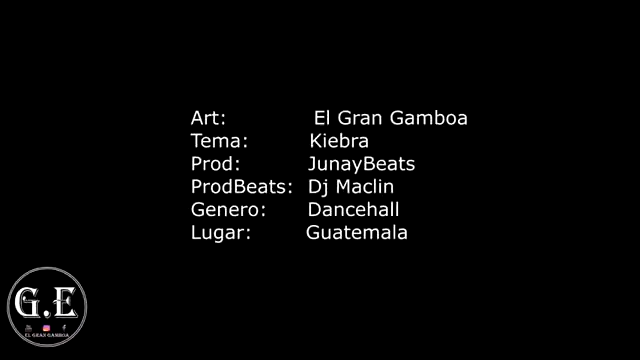 Art: El Gran Gamboa
Tema: Kiebra
Prod: JunayBeats
ProdBeats: Dj Maclin
Genero: Dancehall
Lugar: Guatemala
G.E
EL GRAN GAMBOA